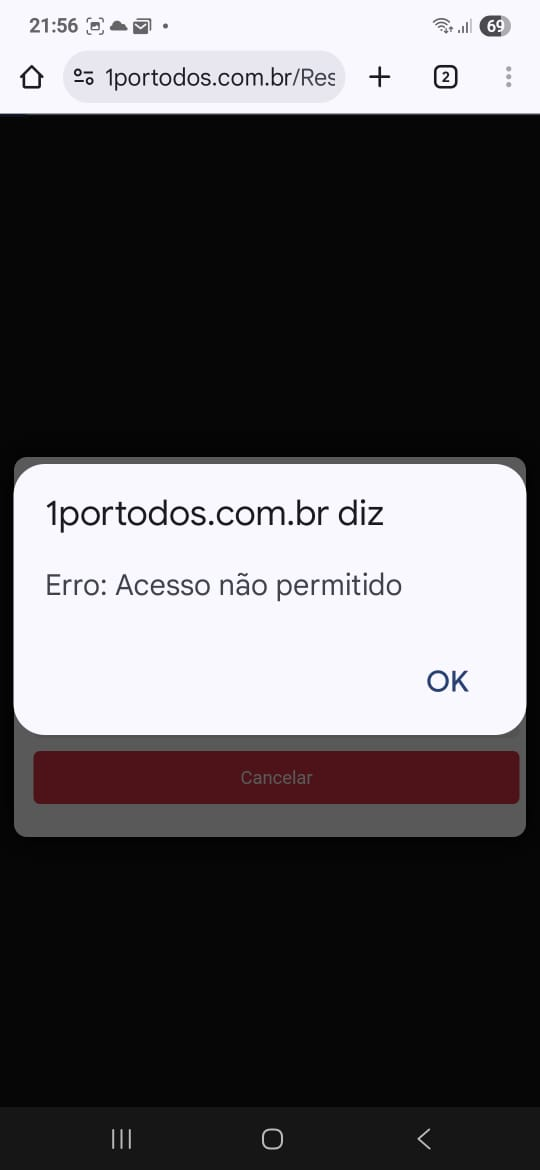 21:56
69
1portodos.com.br/Res
2
1portodos.com.br diz
Erro: Acesso não permitido
OK
Cancelar